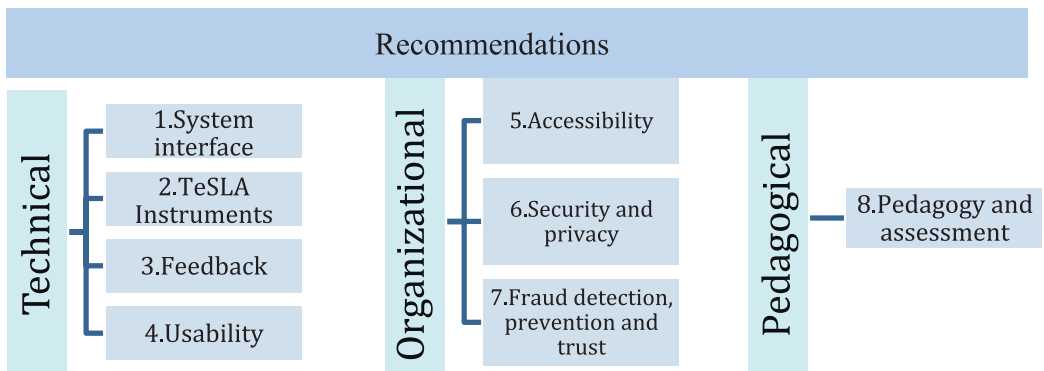 Recommendations
Technical
1.System
interface
2.TeSLA
Instruments
3.Feedback
4.Usability
Organizational
5.Accessibility
6.Security and
privacy
7.Fraud detection,
prevention and
trust
Pedagogical
8.Pedagogy and
assessment